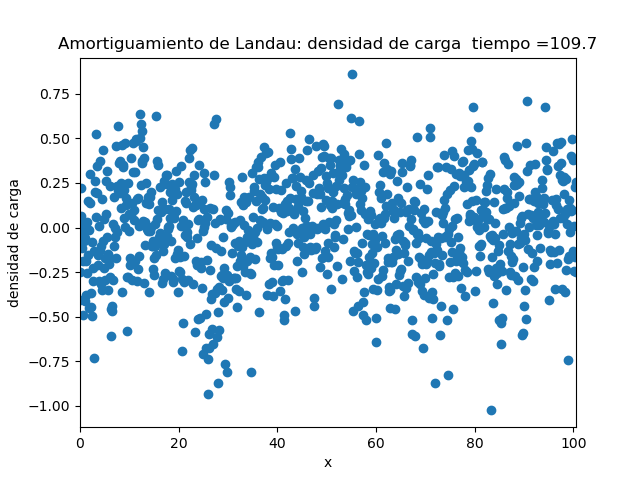 Amortiguamiento de Landau: densidad de carga  tiempo =109.7
densidad de carga
0.75
0.50
0.25
0.00
−0.25
−0.50
−0.75
−1.00
0 20 40 60 80 100
x